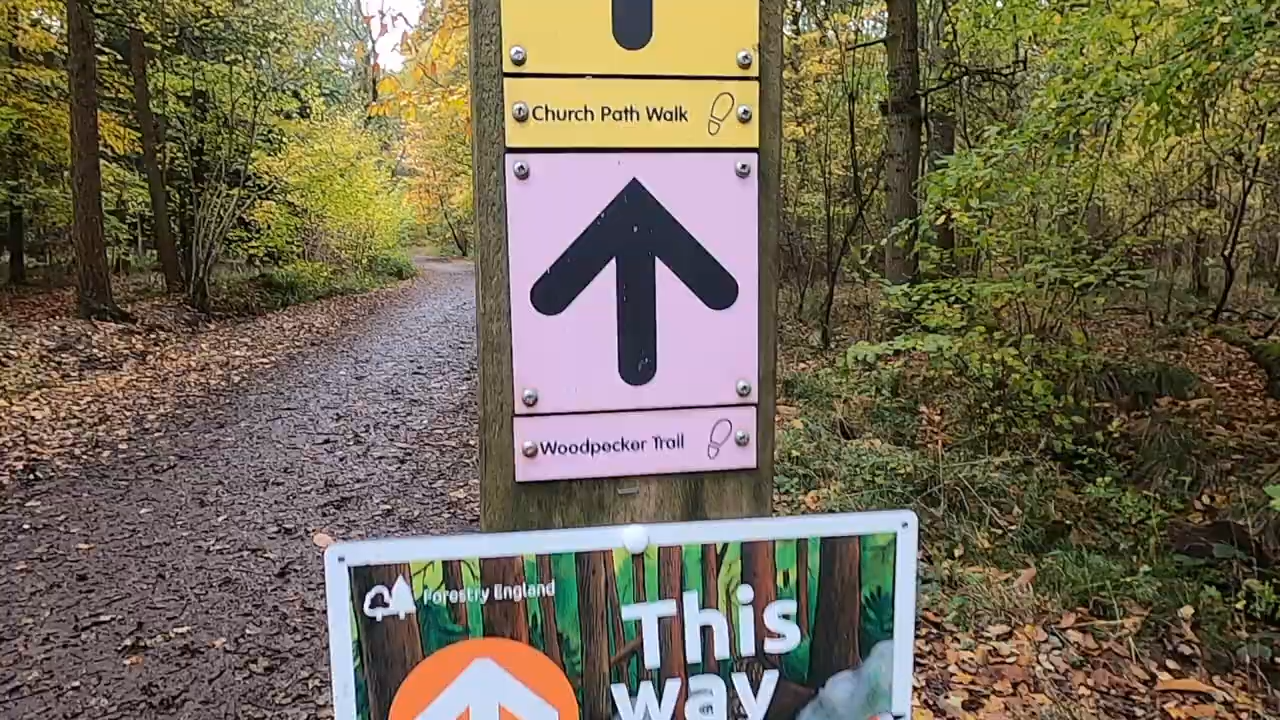 Church Path Walk
Woodpecker Trail
Forestry England
This
way